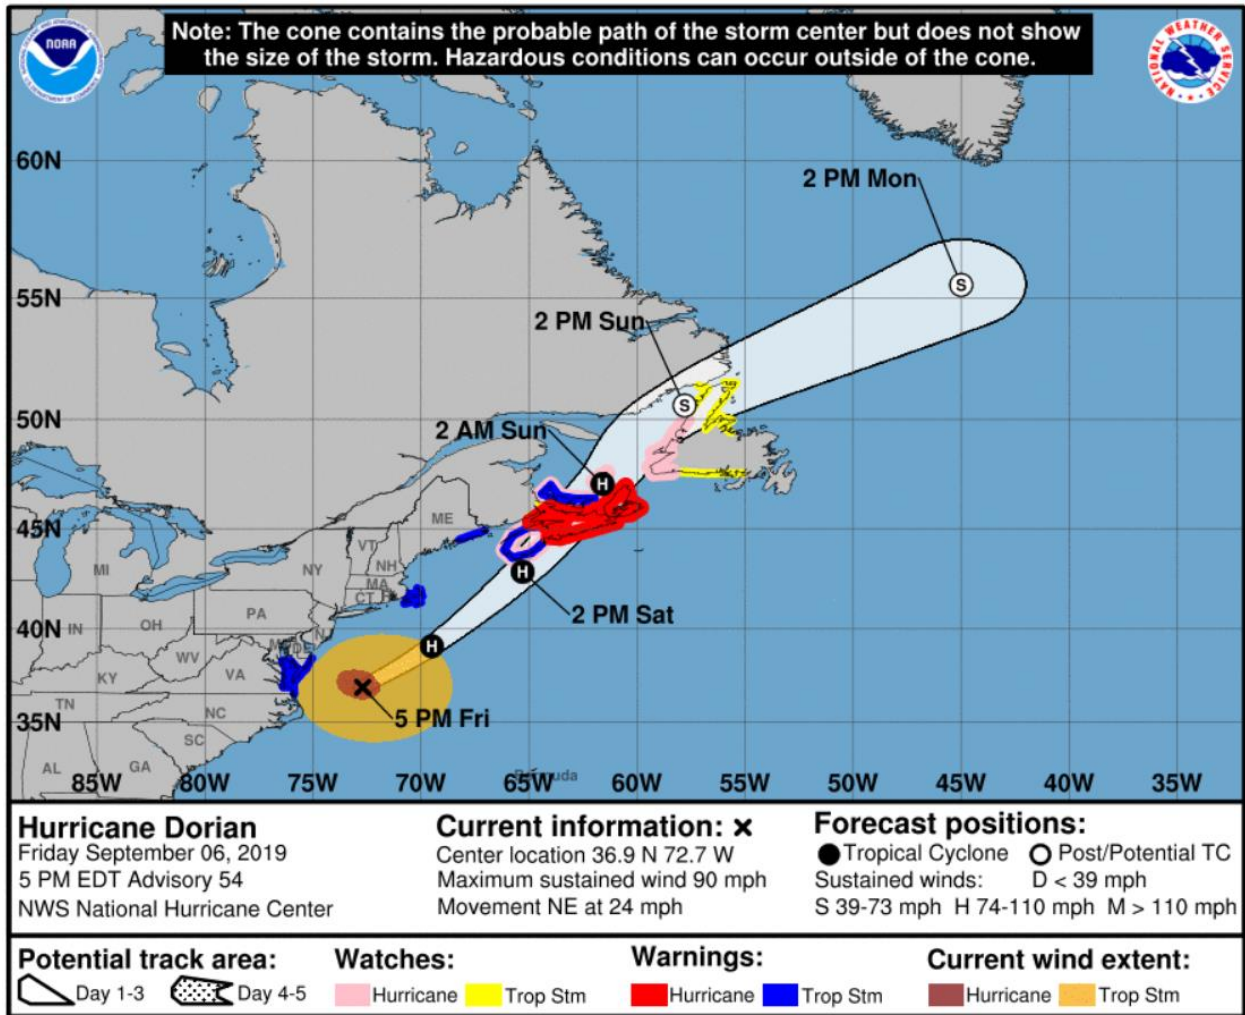 Note: The cone contains the probable path of the storm center but does not show
the size of the storm. Hazardous conditions can occur outside of the cone.
NOAA
NATIONAL WEATHER SERVICE
60N
2 PM Mon
55N
2 PM Sun
50N
2 AM Sun
45N
ME
VT
NH
MI
NY
MA
CT
2 PM Sat
40N
PA
IN
OH
WV
KY
VA
5 PM Fri
35N
TN
NC
SC
AL
GA
85W 80W 75W 70W 65W 60W 55W 50W 45W 40W 35W
H
H
H
S
S
Hurricane Dorian
Friday September 06, 2019
5 PM EDT Advisory 54
NWS National Hurricane Center
Current information: ×
Center location 36.9 N 72.7 W
Maximum sustained wind 90 mph
Movement NE at 24 mph
Forecast positions:
Tropical Cyclone Post/Potential TC
Sustained winds: D < 39 mph
S 39-73 mph H 74-110 mph M > 110 mph
Potential track area:
Day 1-3 Day 4-5
Watches:
Hurricane Trop Stm
Warnings:
Hurricane Trop Stm
Current wind extent:
Hurricane Trop Stm